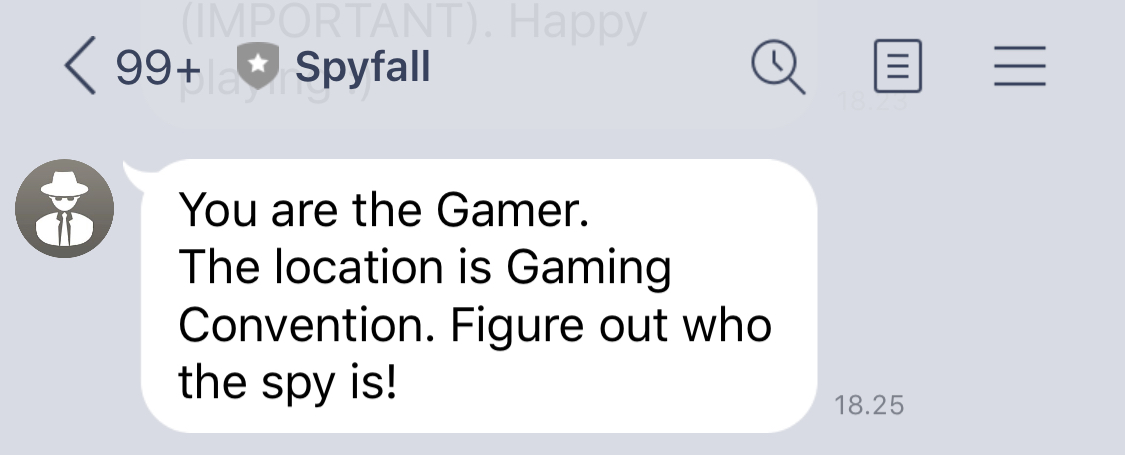 (IMPORTANT). Happy
99+ Spyfall
playing :)
18.23
You are the Gamer.
The location is Gaming
Convention. Figure out who
the spy is!
18.25